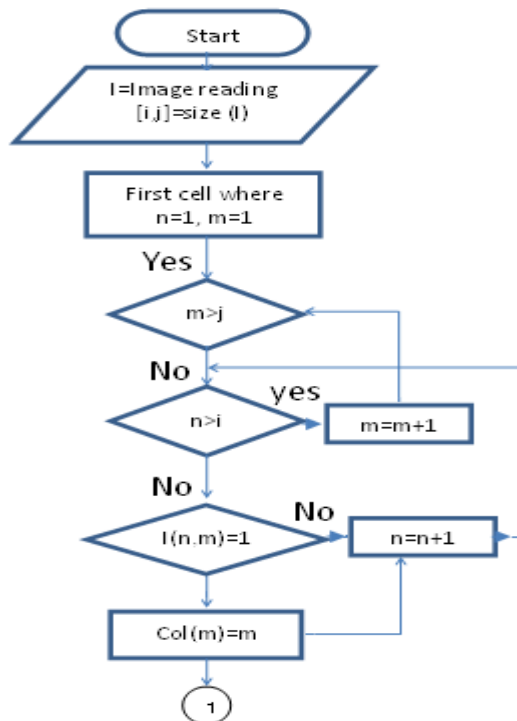 Start
I=Image reading
[i,j]=size (I)
First cell where
n=1, m=1
Yes
m>j
No
yes
n>i
m=m+1
No
No
I(n,m)=1
n=n+1
Col(m)=m
1